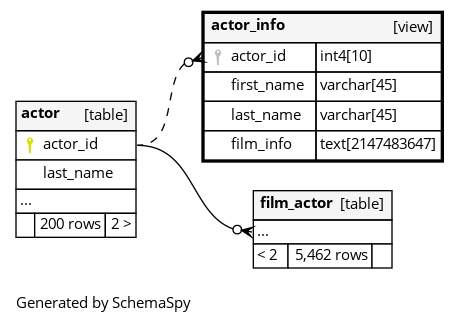 actor_info [view]
actor_id int4[10]
first_name varchar[45]
last_name varchar[45]
film_info text[2147483647]
actor [table]
actor_id
last_name
...
200 rows 2 >
film_actor [table]
...
< 2 5,462 rows
Generated by SchemaSpy